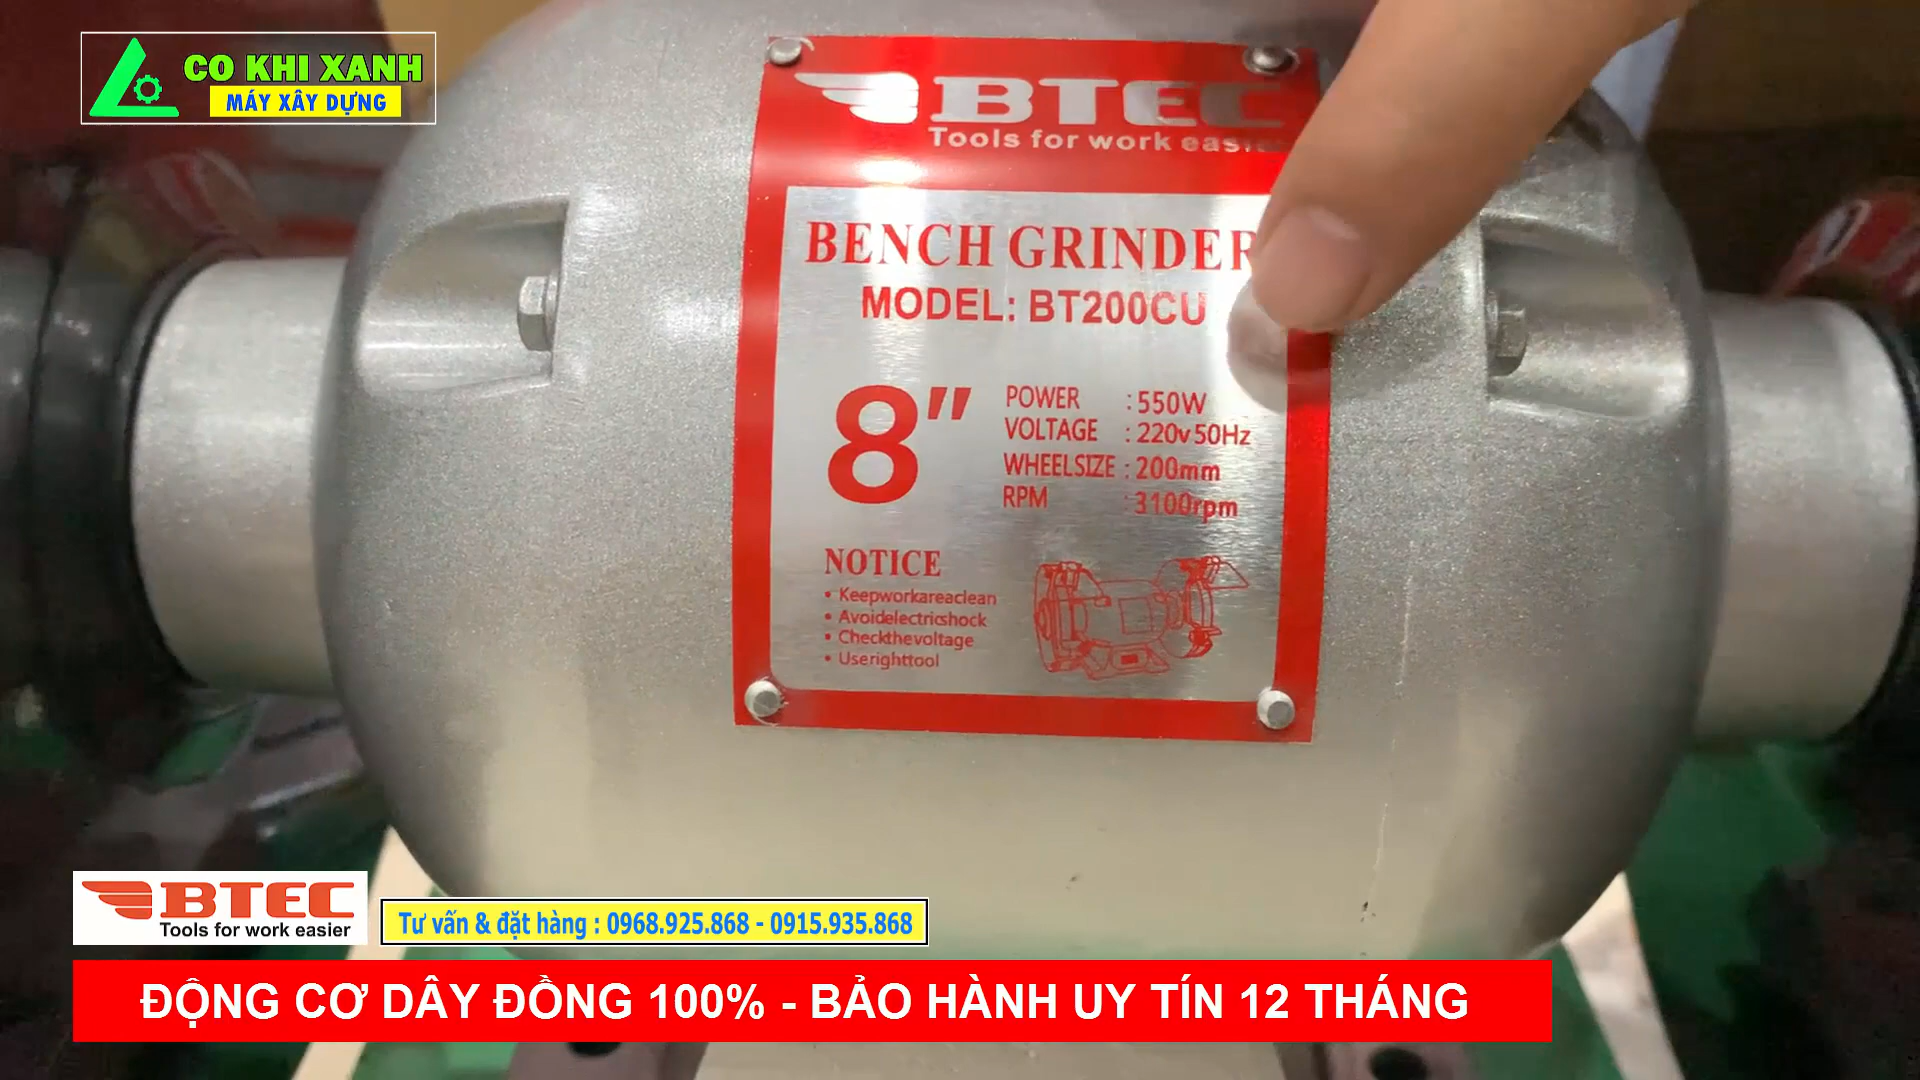 CO KHI XANH
MÁY XÂY DỰNG
BTEC
Tools for work easier
BENCH GRINDER
MODEL: BT200CU
8"
POWER : 550W
VOLTAGE : 220v50Hz
WHEELSIZE : 200mm
RPM : 3100rpm
NOTICE
• Keepworkareaclean
• Avoidelectricshock
• Checkthevoltage
• Userighttool
BTEC
Tools for work easier
Tư vấn & đặt hàng : 0968.925.868 - 0915.935.868
ĐỘNG CƠ DÂY ĐỒNG 100% - BẢO HÀNH UY TÍN 12 THÁNG